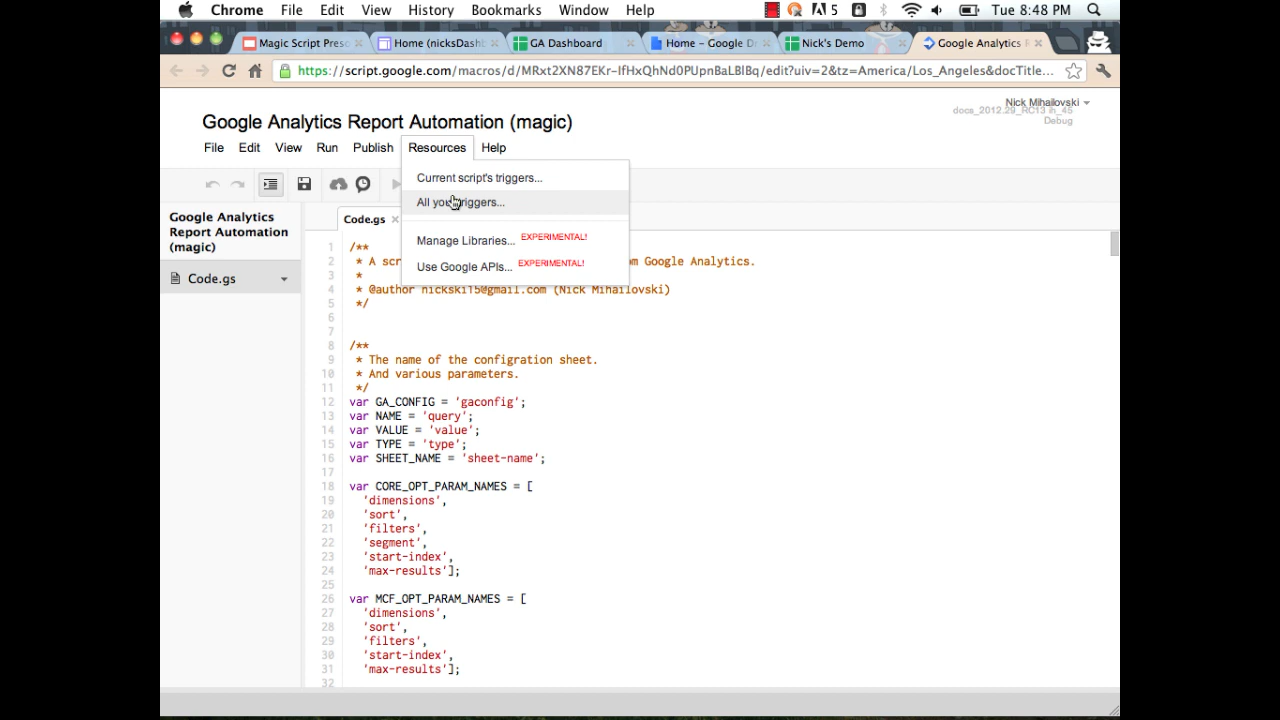 Chrome File Edit View History Bookmarks Window Help 5 Tue 8:48 PM
Magic Script Pres Home (nicksDashb GA Dashboard Home - Google D Nick's Demo Google Analytics
https://script.google.com/macros/d/MRxt2XN87EKr-IfHxQhNd0PUpnBaLBlBq/edit?uiv=2&tz=America/Los_Angeles&docTitle...
Nick Mihailovski
docs_2012.29_RC13
Debug
Google Analytics Report Automation (magic)
File Edit View Run Publish Resources Help
Current script's triggers...
All your triggers...
Manage Libraries... EXPERIMENTAL!
Use Google APIs... EXPERIMENTAL!
Google Analytics
Report Automation
(magic)
Code.gs
Code.gs
1 /**
2 * A scr om Google Analytics.
3 *
4 * @author nickski15@gmail.com (Nick Mihailovski)
5 */
6
7
8 /**
9 * The name of the configration sheet.
10 * And various parameters.
11 */
12 var GA_CONFIG = 'gaconfig';
13 var NAME = 'query';
14 var VALUE = 'value';
15 var TYPE = 'type';
16 var SHEET_NAME = 'sheet-name';
17
18 var CORE_OPT_PARAM_NAMES = [
19 'dimensions',
20 'sort',
21 'filters',
22 'segment',
23 'start-index',
24 'max-results'];
25
26 var MCF_OPT_PARAM_NAMES = [
27 'dimensions',
28 'sort',
29 'filters',
30 'start-index',
31 'max-results'];
32